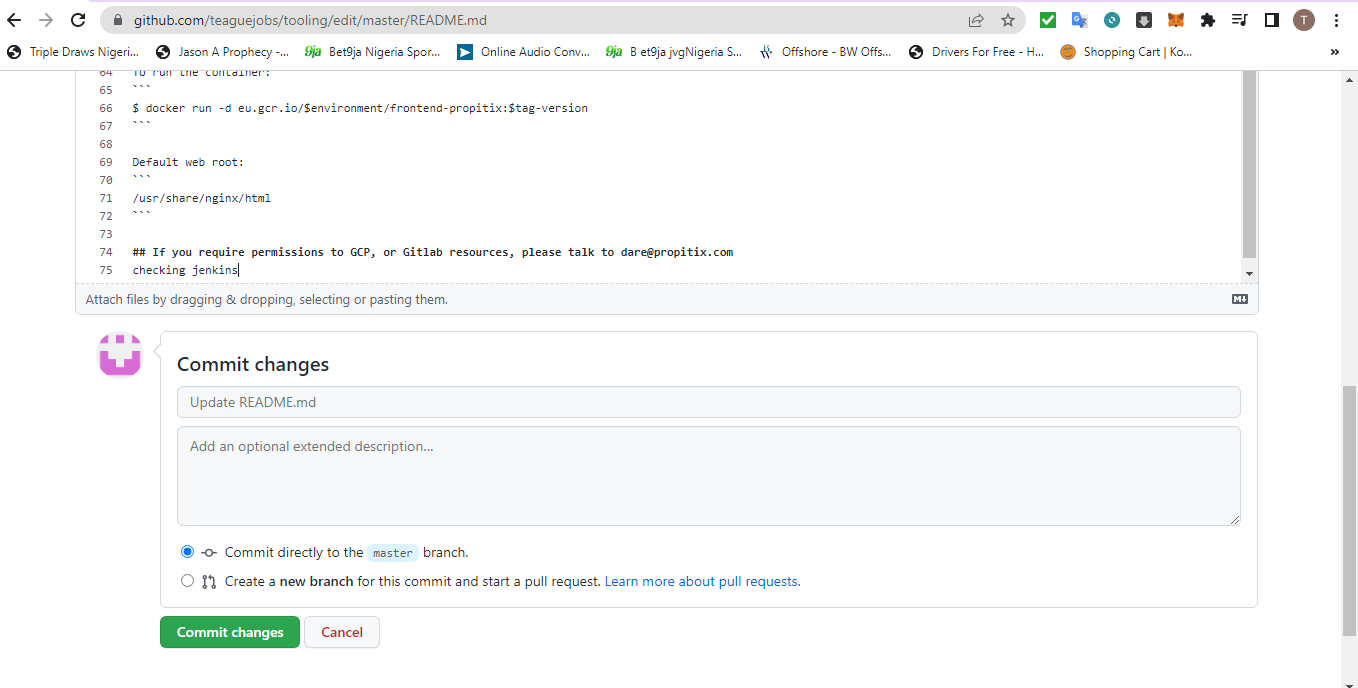 github.com/teaguejobs/tooling/edit/master/README.md
T
Triple Draws Nigeri...
Jason A Prophecy -...
9ja Bet9ja Nigeria Spor...
Online Audio Conv...
9ja B et9ja jvgNigeria S...
Offshore - BW Offs...
Drivers For Free - H...
Shopping Cart | Ko...
»
64 To run the container:
65 ```
66 $ docker run -d eu.gcr.io/$environment/frontend-propitix:$tag-version
67 ```
68
69 Default web root:
70 ```
71 /usr/share/nginx/html
72 ```
73
74 ## If you require permissions to GCP, or Gitlab resources, please talk to dare@propitix.com
75 checking jenkins
Attach files by dragging & dropping, selecting or pasting them.
Commit changes
Update README.md
Add an optional extended description...
Commit directly to the master branch.
Create a new branch for this commit and start a pull request. Learn more about pull requests.
Commit changes
Cancel